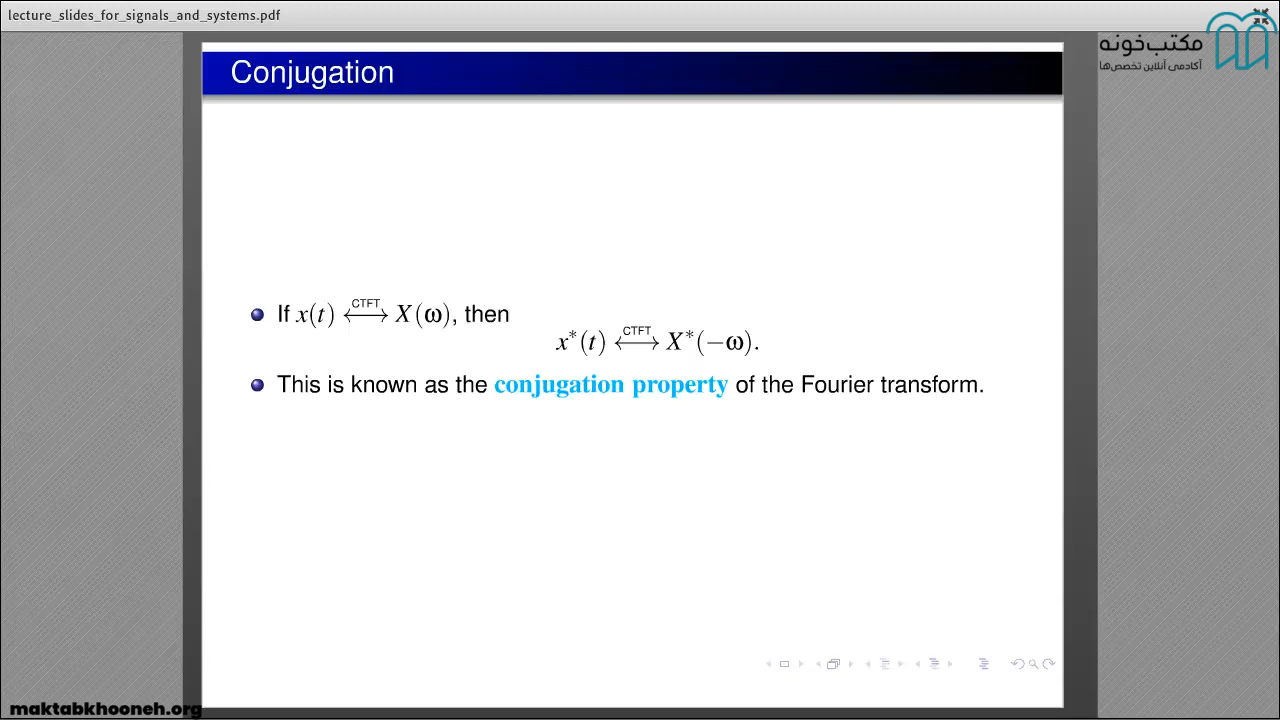 lecture_slides_for_signals_and_systems.pdf
مکتب‌خونه
آکادمی آنلاین تخصص‌ها
Conjugation
If x(t) ⟷^CTFT X(ω), then
x*(t) ⟷^CTFT X*(−ω).
This is known as the conjugation property of the Fourier transform.
maktabkhooneh.org